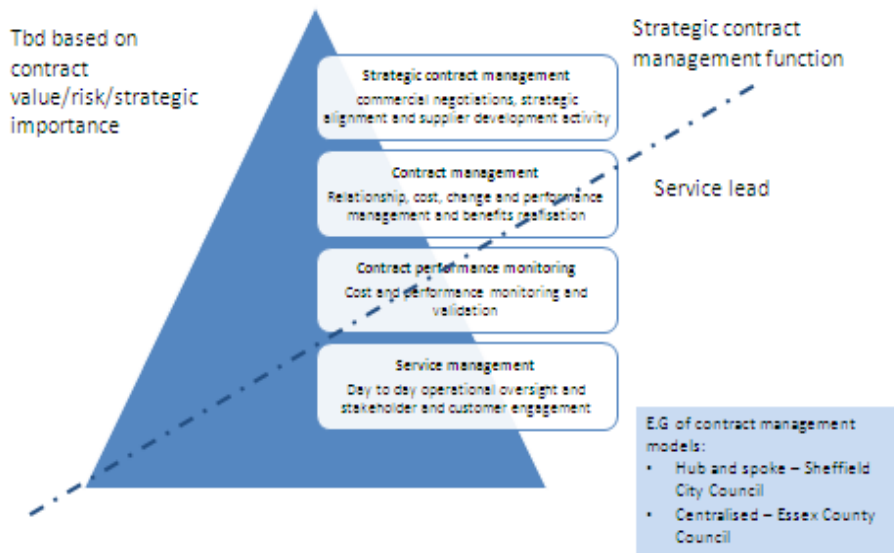 Tbd based on
contract
value/risk/strategic
importance
Strategic contract
management function
Strategic contract management
commercial negotiations, strategic
alignment and supplier development activity
Contract management
Relationship, cost, change and performance
management and benefits realisation
Service lead
Contract performance monitoring
Cost and performance monitoring and
validation
Service management
Day to day operational oversight and
stakeholder and customer engagement
E.G of contract management
models:
• Hub and spoke – Sheffield
City Council
• Centralised – Essex County
Council